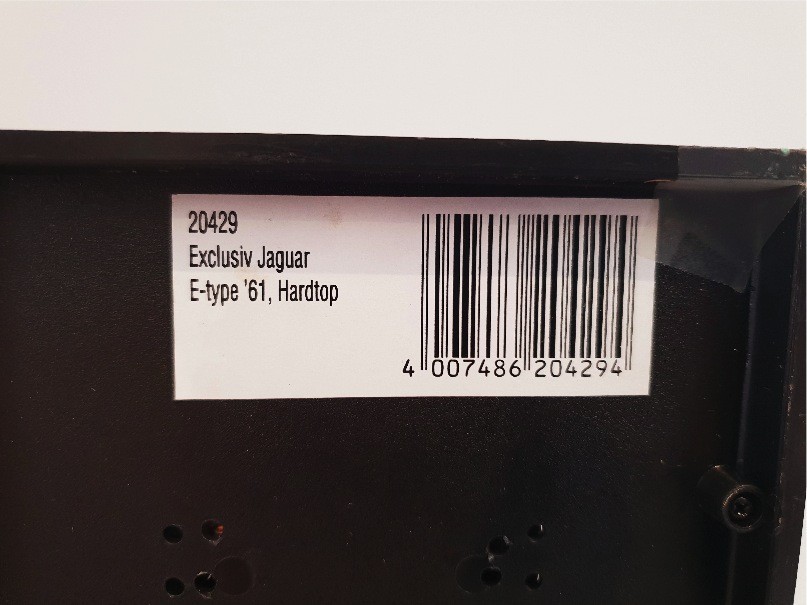 20429
Exclusiv Jaguar
E-type '61, Hardtop
4 007486 204294